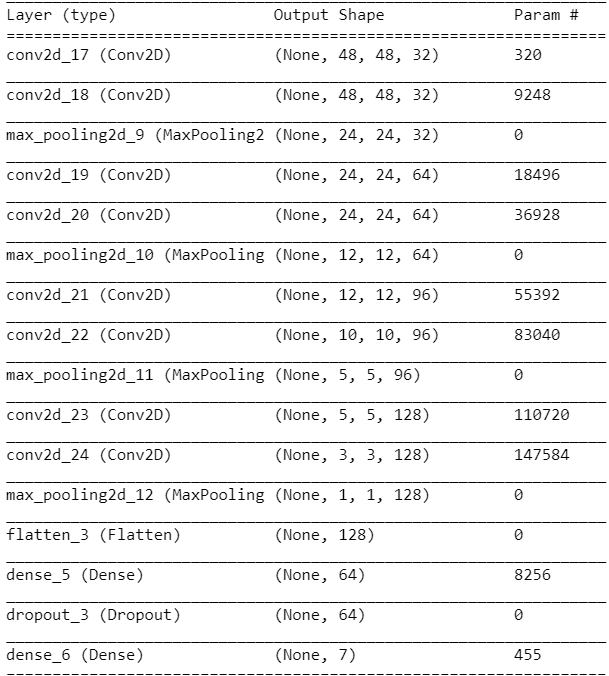 Layer (type) Output Shape Param #
conv2d_17 (Conv2D) (None, 48, 48, 32) 320
conv2d_18 (Conv2D) (None, 48, 48, 32) 9248
max_pooling2d_9 (MaxPooling2 (None, 24, 24, 32) 0
conv2d_19 (Conv2D) (None, 24, 24, 64) 18496
conv2d_20 (Conv2D) (None, 24, 24, 64) 36928
max_pooling2d_10 (MaxPooling (None, 12, 12, 64) 0
conv2d_21 (Conv2D) (None, 12, 12, 96) 55392
conv2d_22 (Conv2D) (None, 10, 10, 96) 83040
max_pooling2d_11 (MaxPooling (None, 5, 5, 96) 0
conv2d_23 (Conv2D) (None, 5, 5, 128) 110720
conv2d_24 (Conv2D) (None, 3, 3, 128) 147584
max_pooling2d_12 (MaxPooling (None, 1, 1, 128) 0
flatten_3 (Flatten) (None, 128) 0
dense_5 (Dense) (None, 64) 8256
dropout_3 (Dropout) (None, 64) 0
dense_6 (Dense) (None, 7) 455